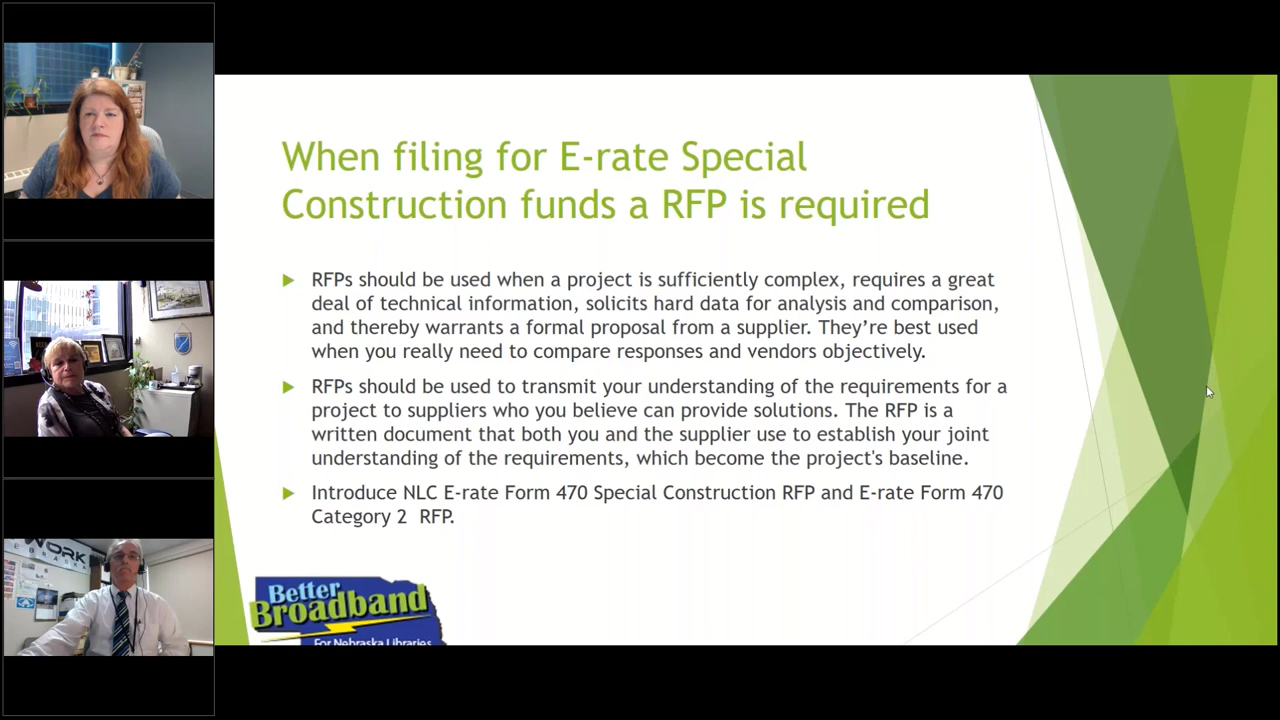 When filing for E-rate Special
Construction funds a RFP is required
RFPs should be used when a project is sufficiently complex, requires a great
deal of technical information, solicits hard data for analysis and comparison,
and thereby warrants a formal proposal from a supplier. They’re best used
when you really need to compare responses and vendors objectively.
RFPs should be used to transmit your understanding of the requirements for a
project to suppliers who you believe can provide solutions. The RFP is a
written document that both you and the supplier use to establish your joint
understanding of the requirements, which become the project's baseline.
Introduce NLC E-rate Form 470 Special Construction RFP and E-rate Form 470
Category 2 RFP.
Better
Broadband
For Nebraska Libraries
WORK